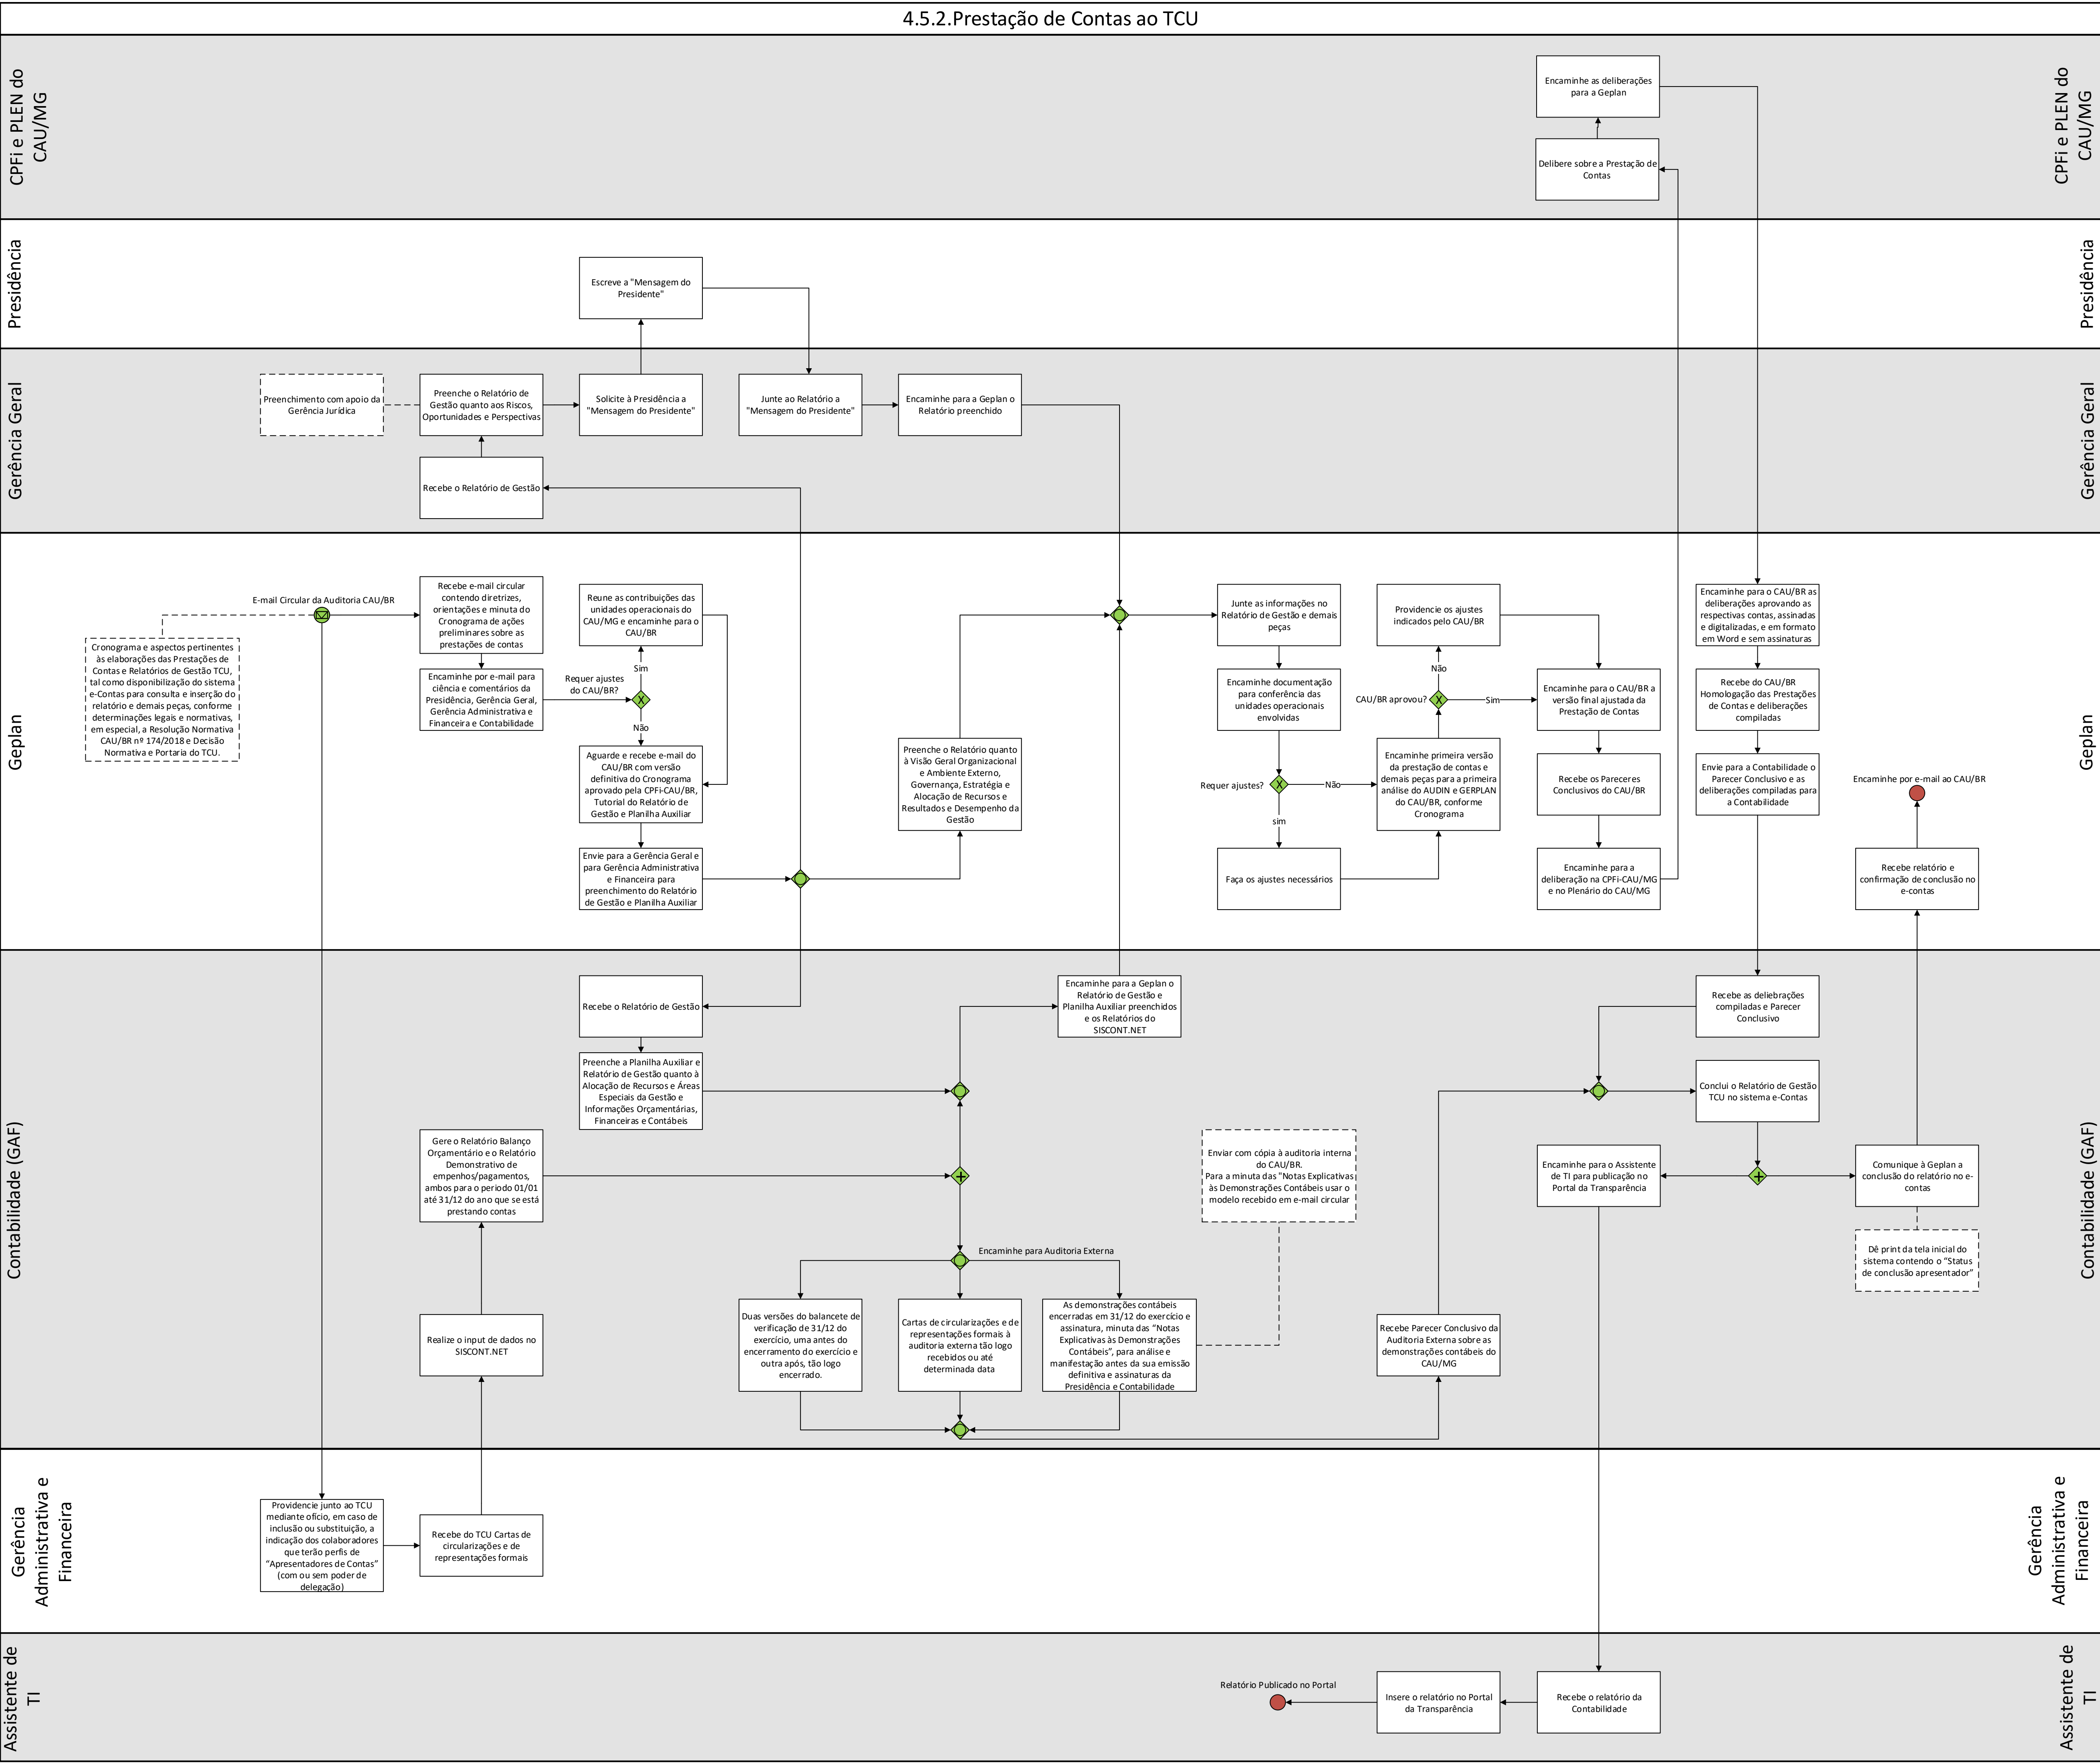 4.5.2.Prestação de Contas ao TCU
CPFi e PLEN do
CAU/MG
Encaminhe as deliberações
para a Geplan
Delibere sobre a Prestação de
Contas
CPFi e PLEN do
CAU/MG
Presidência
Escreve a "Mensagem do
Presidente"
Presidência
Gerência Geral
Preenchimento com apoio da
Gerência Jurídica
Preenche o Relatório de
Gestão quanto aos Riscos,
Oportunidades e Perspectivas
Solicite à Presidência a
"Mensagem do Presidente"
Junte ao Relatório a
"Mensagem do Presidente"
Encaminhe para a Geplan o
Relatório preenchido
Recebe o Relatório de Gestão
Gerência Geral
Geplan
E-mail Circular da Auditoria CAU/BR
Cronograma e aspectos pertinentes
às elaborações das Prestações de
Contas e Relatórios de Gestão TCU,
tal como disponibilização do sistema
e-Contas para consulta e inserção do
relatório e demais peças, conforme
determinações legais e normativas,
em especial, a Resolução Normativa
CAU/BR nº 174/2018 e Decisão
Normativa e Portaria do TCU.
Recebe e-mail circular
contendo diretrizes,
orientações e minuta do
Cronograma de ações
preliminares sobre as
prestações de contas
Encaminhe por e-mail para
ciência e comentários da
Presidência, Gerência Geral,
Gerência Administrativa e
Financeira e Contabilidade
Reune as contribuições das
unidades operacionais do
CAU/MG e encaminhe para o
CAU/BR
Sim
Requer ajustes
do CAU/BR?
Não
Aguarde e recebe e-mail do
CAU/BR com versão
definitiva do Cronograma
aprovado pela CPFi-CAU/BR,
Tutorial do Relatório de
Gestão e Planilha Auxiliar
Envie para a Gerência Geral e
para Gerência Administrativa
e Financeira para
preenchimento do Relatório
de Gestão e Planilha Auxiliar
Preenche o Relatório quanto
à Visão Geral Organizacional
e Ambiente Externo,
Governança, Estratégia e
Alocação de Recursos e
Resultados e Desempenho da
Gestão
Junte as informações no
Relatório de Gestão e demais
peças
Encaminhe documentação
para conferência das
unidades operacionais
envolvidas
Requer ajustes?
Não
sim
Faça os ajustes necessários
Providencie os ajustes
indicados pelo CAU/BR
Não
CAU/BR aprovou?
Sim
Encaminhe primeira versão
da prestação de contas e
demais peças para a primeira
análise do AUDIN e GERPLAN
do CAU/BR, conforme
Cronograma
Encaminhe para o CAU/BR a
versão final ajustada da
Prestação de Contas
Recebe os Pareceres
Conclusivos do CAU/BR
Encaminhe para a
deliberação na CPFi-CAU/MG
e no Plenário do CAU/MG
Encaminhe para o CAU/BR as
deliberações aprovando as
respectivas contas, assinadas
e digitalizadas, e em formato
em Word e sem assinaturas
Recebe do CAU/BR
Homologação das Prestações
de Contas e deliberações
compiladas
Envie para a Contabilidade o
Parecer Conclusivo e as
deliberações compiladas para
a Contabilidade
Encaminhe por e-mail ao CAU/BR
Recebe relatório e
confirmação de conclusão no
e-contas
Geplan
Contabilidade (GAF)
Recebe o Relatório de Gestão
Preenche a Planilha Auxiliar e
Relatório de Gestão quanto à
Alocação de Recursos e Áreas
Especiais da Gestão e
Informações Orçamentárias,
Financeiras e Contábeis
Gere o Relatório Balanço
Orçamentário e o Relatório
Demonstrativo de
empenhos/pagamentos,
ambos para o periodo 01/01
até 31/12 do ano que se está
prestando contas
Realize o input de dados no
SISCONT.NET
Encaminhe para a Geplan o
Relatório de Gestão e
Planilha Auxiliar preenchidos
e os Relatórios do
SISCONT.NET
Encaminhe para Auditoria Externa
Enviar com cópia à auditoria interna
do CAU/BR.
Para a minuta das "Notas Explicativas
às Demonstrações Contábeis usar o
modelo recebido em e-mail circular
Duas versões do balancete de
verificação de 31/12 do
exercício, uma antes do
encerramento do exercício e
outra após, tão logo
encerrado.
Cartas de circularizações e de
representações formais à
auditoria externa tão logo
recebidos ou até
determinada data
As demonstrações contábeis
encerradas em 31/12 do exercício e
assinatura, minuta das “Notas
Explicativas às Demonstrações
Contábeis”, para análise e
manifestação antes da sua emissão
definitiva e assinaturas da
Presidência e Contabilidade
Recebe Parecer Conclusivo da
Auditoria Externa sobre as
demonstrações contábeis do
CAU/MG
Recebe as deliebrações
compiladas e Parecer
Conclusivo
Conclui o Relatório de Gestão
TCU no sistema e-Contas
Encaminhe para o Assistente
de TI para publicação no
Portal da Transparência
Comunique à Geplan a
conclusão do relatório no e-
contas
Dê print da tela inicial do
sistema contendo o “Status
de conclusão apresentador”
Contabilidade (GAF)
Gerência
Administrativa e
Financeira
Providencie junto ao TCU
mediante ofício, em caso de
inclusão ou substituição, a
indicação dos colaboradores
que terão perfis de
“Apresentadores de Contas”
(com ou sem poder de
delegação)
Recebe do TCU Cartas de
circularizações e de
representações formais
Gerência
Administrativa e
Financeira
Assistente de
TI
Relatório Publicado no Portal
Insere o relatório no Portal
da Transparência
Recebe o relatório da
Contabilidade
Assistente de
TI